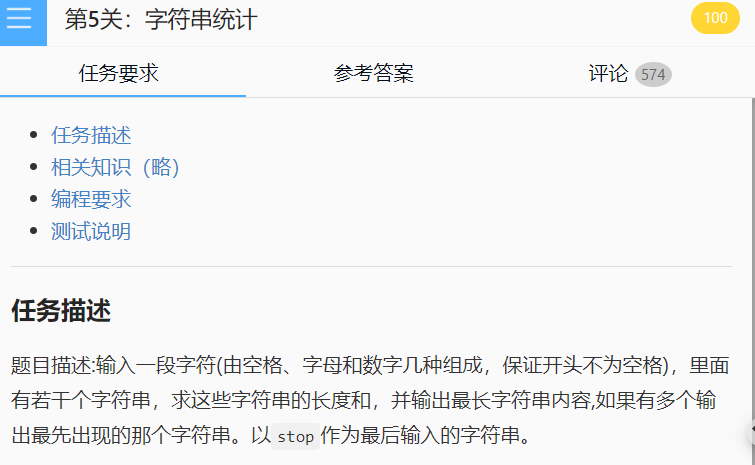 第5关：字符串统计
100
任务要求
参考答案
评论 574
任务描述
相关知识（略）
编程要求
测试说明
任务描述
题目描述:输入一段字符(由空格、字母和数字几种组成，保证开头不为空格)，里面
有若干个字符串，求这些字符串的长度和，并输出最长字符串内容,如果有多个输
出最先出现的那个字符串。以stop作为最后输入的字符串。